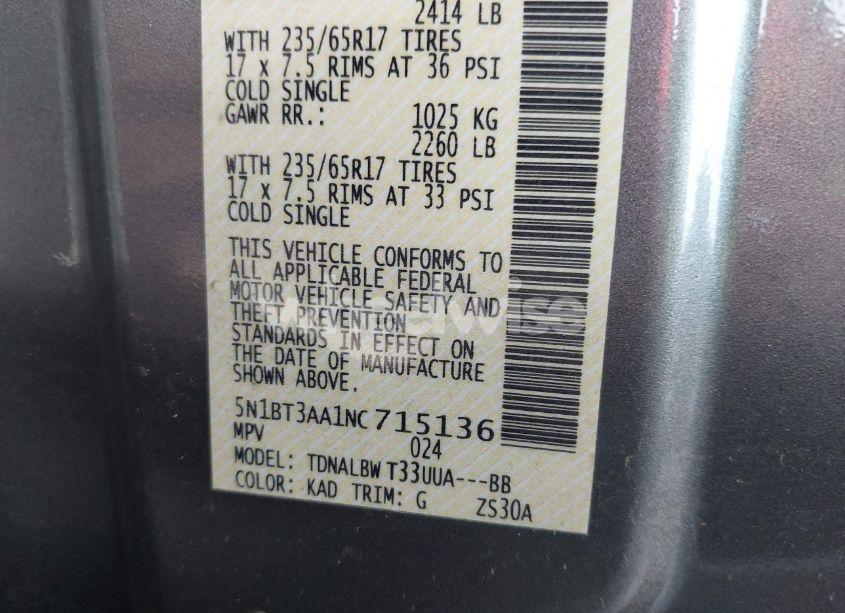 2414 LB
WITH 235/65R17 TIRES
17 x 7.5 RIMS AT 36 PSI
COLD SINGLE
GAWR RR.: 1025 KG
2260 LB
WITH 235/65R17 TIRES
17 x 7.5 RIMS AT 33 PSI
COLD SINGLE
THIS VEHICLE CONFORMS TO
ALL APPLICABLE FEDERAL
MOTOR VEHICLE SAFETY AND
THEFT PREVENTION
STANDARDS IN EFFECT ON
THE DATE OF MANUFACTURE
SHOWN ABOVE.
5N1BT3AA1NC715136
MPV 024
MODEL: TDNALBW T33UUA---BB
COLOR: KAD TRIM: G ZS30A